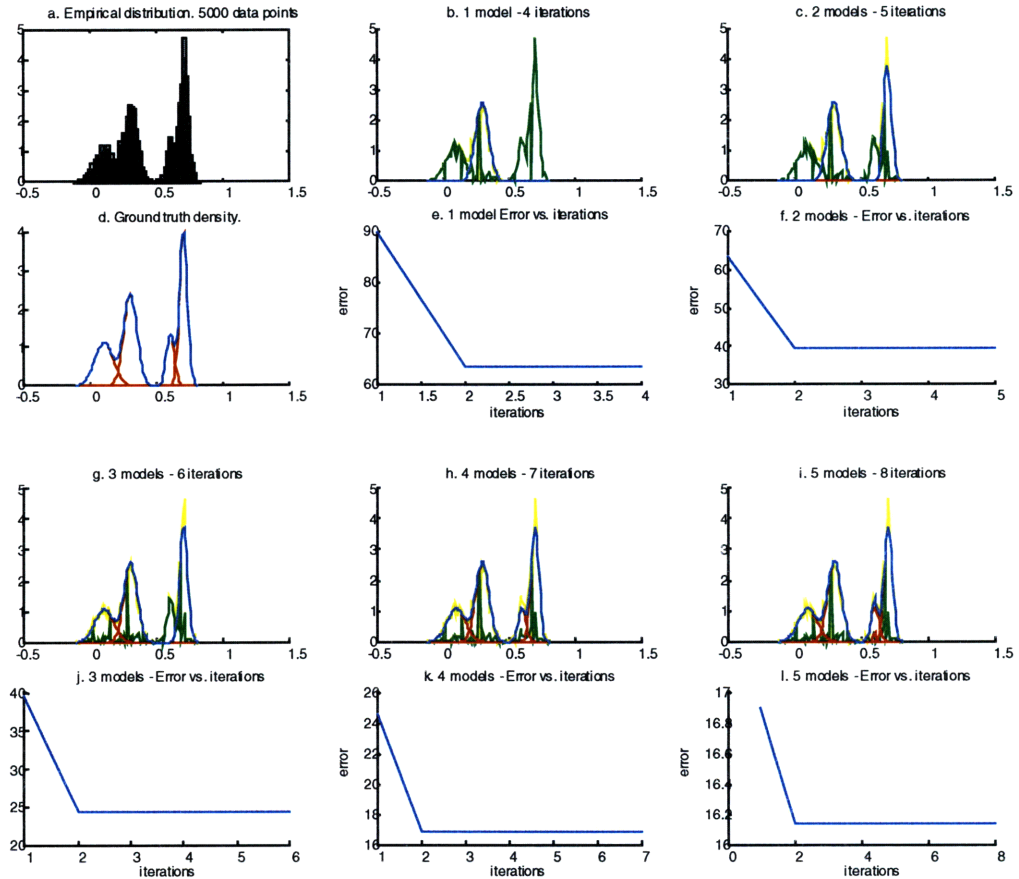 a. Empirical distribution. 5000 data points
b. 1 model - 4 iterations
c. 2 models - 5 iterations
5
4
3
2
1
0
-0.5 0 0.5 1 1.5
5
4
3
2
1
0
-0.5 0 0.5 1 1.5
5
4
3
2
1
0
-0.5 0 0.5 1 1.5
d. Ground truth density.
e. 1 model Error vs. iterations
f. 2 models - Error vs. iterations
4
3
2
1
0
-0.5 0 0.5 1 1.5
90
80
70
60
error
1 1.5 2 2.5 3 3.5 4
iterations
70
60
50
40
30
error
1 2 3 4 5
iterations
g. 3 models - 6 iterations
h. 4 models - 7 iterations
i. 5 models - 8 iterations
5
4
3
2
1
0
-0.5 0 0.5 1 1.5
5
4
3
2
1
0
-0.5 0 0.5 1 1.5
5
4
3
2
1
0
-0.5 0 0.5 1 1.5
j. 3 models - Error vs. iterations
k. 4 models - Error vs. iterations
l. 5 models - Error vs. iterations
40
35
30
25
20
1 2 3 4 5 6
iterations
26
24
22
20
18
16
error
1 2 3 4 5 6 7
iterations
17
16.8
16.6
16.4
16.2
16
error
0 2 4 6 8
iterations